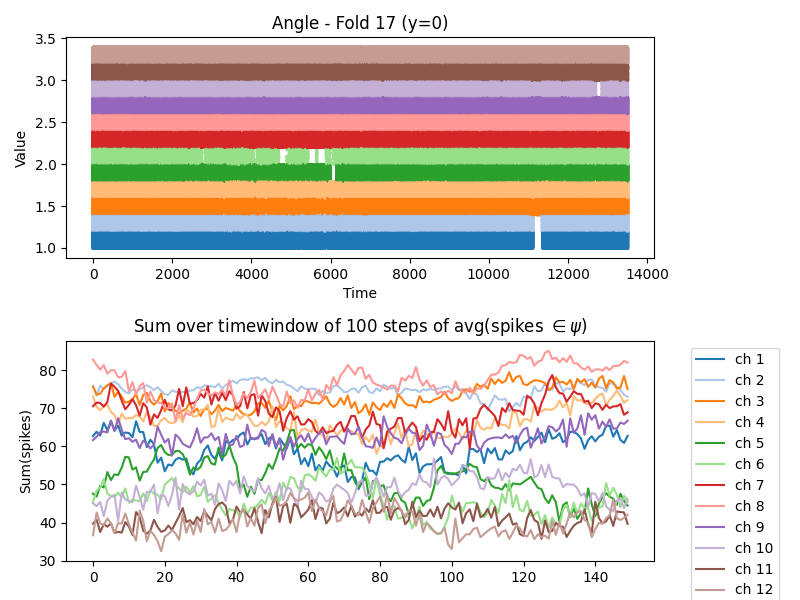 Angle - Fold 17 (y=0)
3.5
3.0
2.5
2.0
1.5
1.0
Value
0 2000 4000 6000 8000 10000 12000 14000
Time
Sum over timewindow of 100 steps of avg(spikes ∈ ψ)
80
70
60
50
40
30
Sum(spikes)
0 20 40 60 80 100 120 140
ch 1
ch 2
ch 3
ch 4
ch 5
ch 6
ch 7
ch 8
ch 9
ch 10
ch 11
ch 12